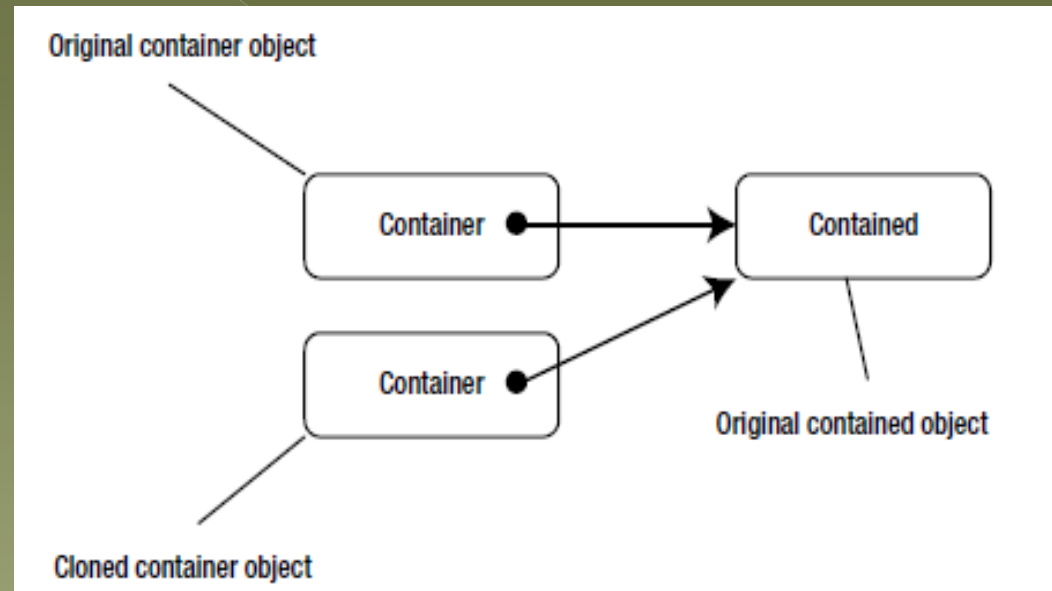 Original container object
Container
Contained
Container
Original contained object
Cloned container object